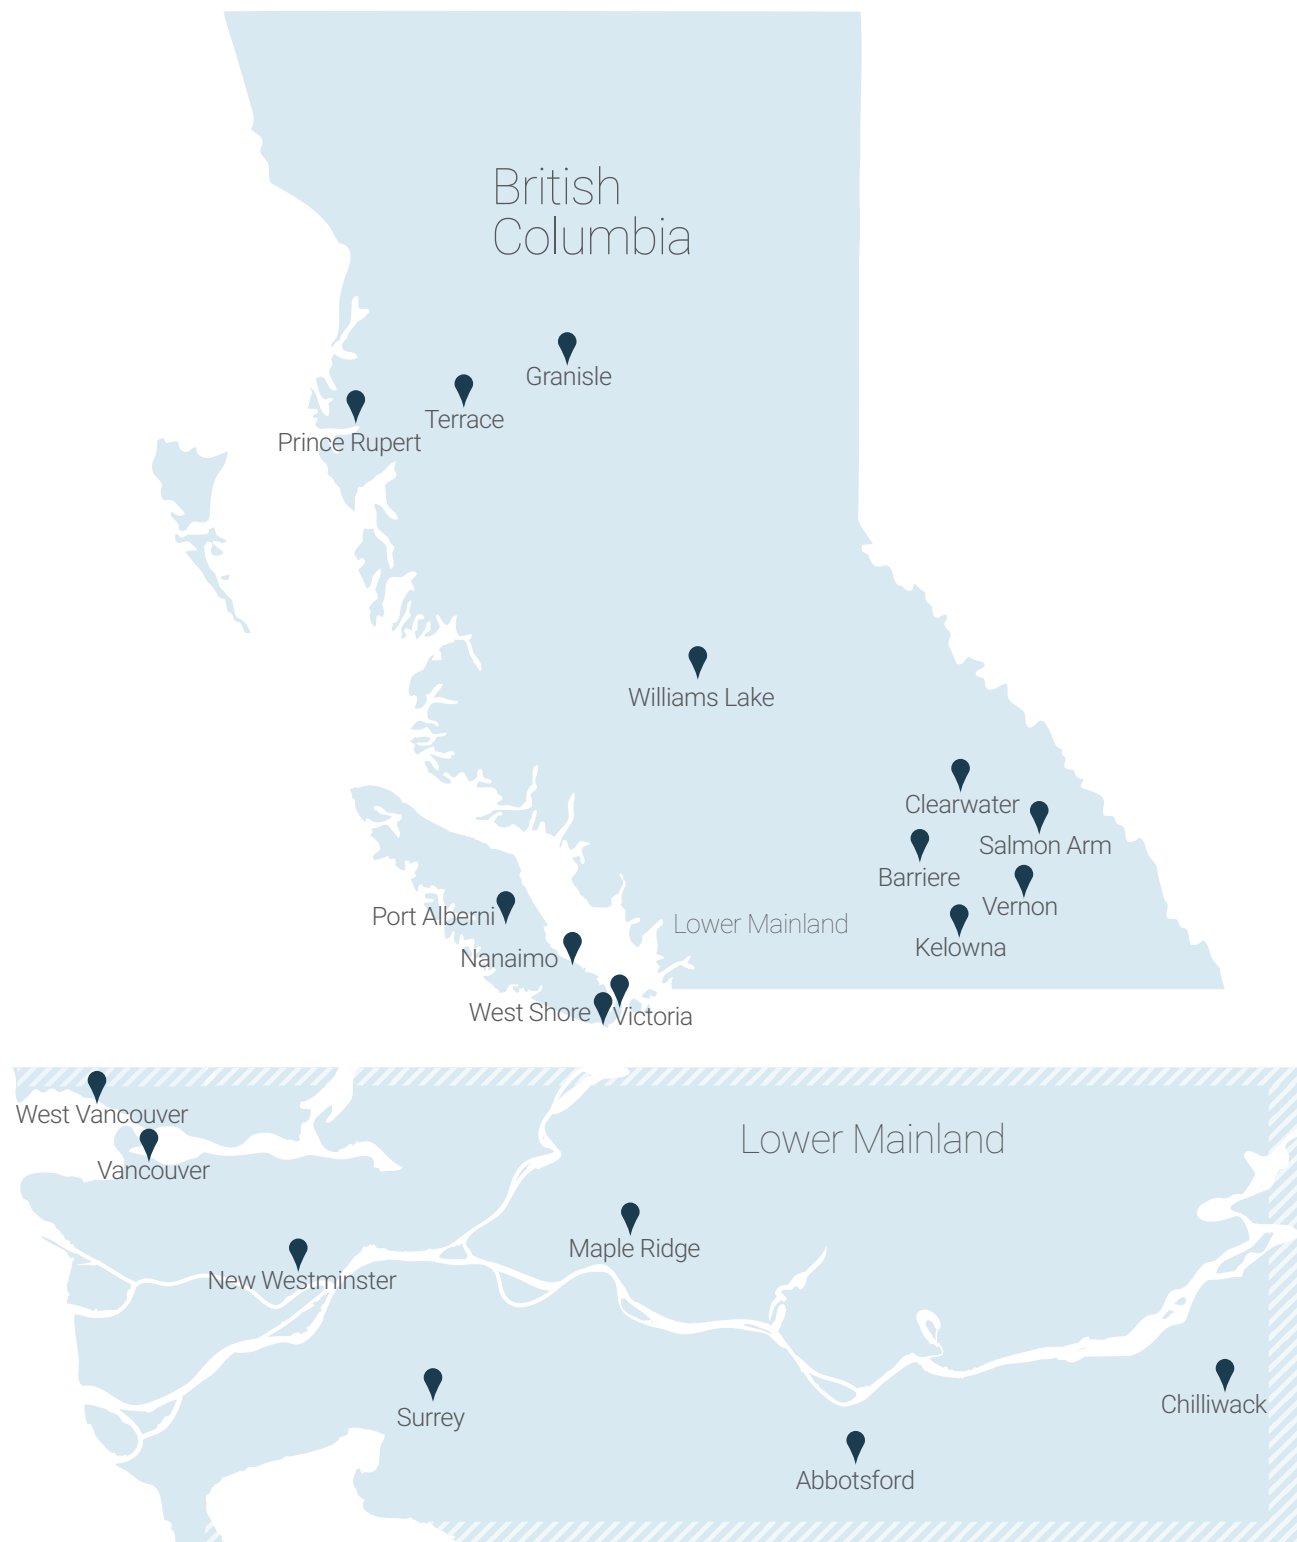 British
Columbia
Granisle
Terrace
Prince Rupert
Williams Lake
Clearwater
Salmon Arm
Barriere
Vernon
Port Alberni
Lower Mainland
Kelowna
Nanaimo
West Shore
Victoria
West Vancouver
Lower Mainland
Vancouver
Maple Ridge
New Westminster
Chilliwack
Surrey
Abbotsford